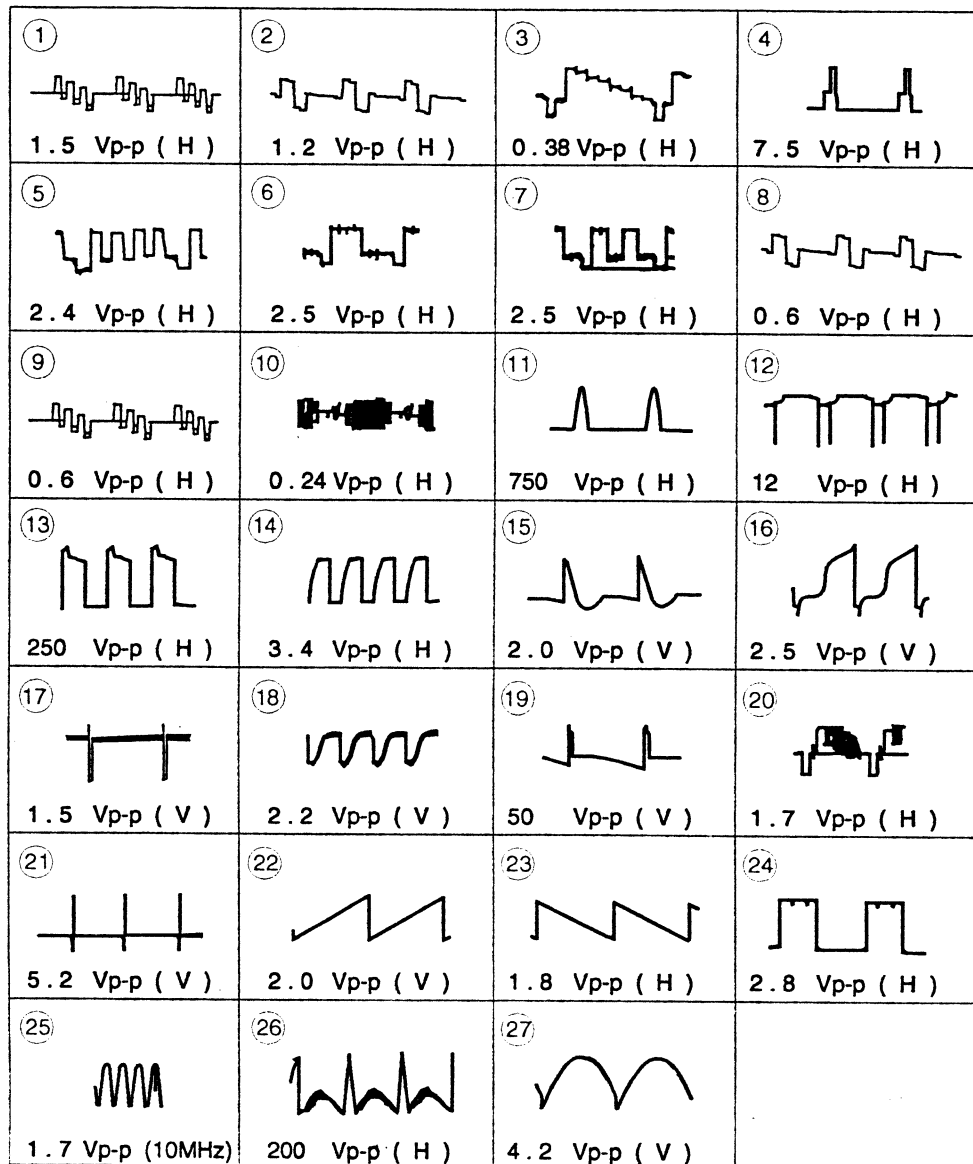 ① ② ③ ④
1.5 Vp-p ( H ) 1.2 Vp-p ( H ) 0.38 Vp-p ( H ) 7.5 Vp-p ( H )
⑤ ⑥ ⑦ ⑧
2.4 Vp-p ( H ) 2.5 Vp-p ( H ) 2.5 Vp-p ( H ) 0.6 Vp-p ( H )
⑨ ⑩ ⑪ ⑫
0.6 Vp-p ( H ) 0.24 Vp-p ( H ) 750 Vp-p ( H ) 12 Vp-p ( H )
⑬ ⑭ ⑮ ⑯
250 Vp-p ( H ) 3.4 Vp-p ( H ) 2.0 Vp-p ( V ) 2.5 Vp-p ( V )
⑰ ⑱ ⑲ ⑳
1.5 Vp-p ( V ) 2.2 Vp-p ( V ) 50 Vp-p ( V ) 1.7 Vp-p ( H )
㉑ ㉒ ㉓ ㉔
5.2 Vp-p ( V ) 2.0 Vp-p ( V ) 1.8 Vp-p ( H ) 2.8 Vp-p ( H )
㉕ ㉖ ㉗
1.7 Vp-p (10MHz) 200 Vp-p ( H ) 4.2 Vp-p ( V )